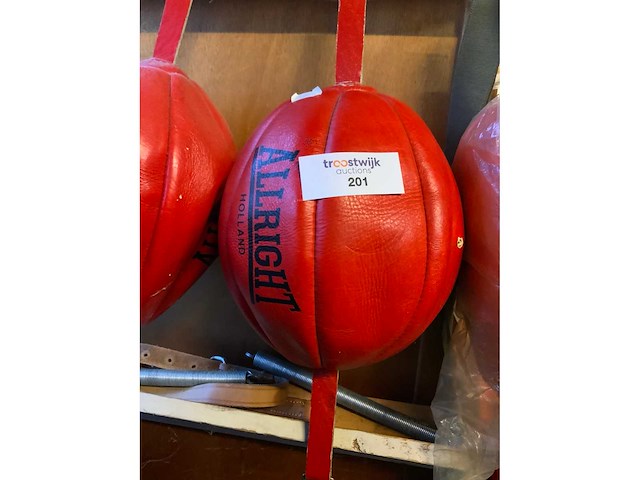 troostwijk
auctions
201
ALLRIGHT
HOLLAND